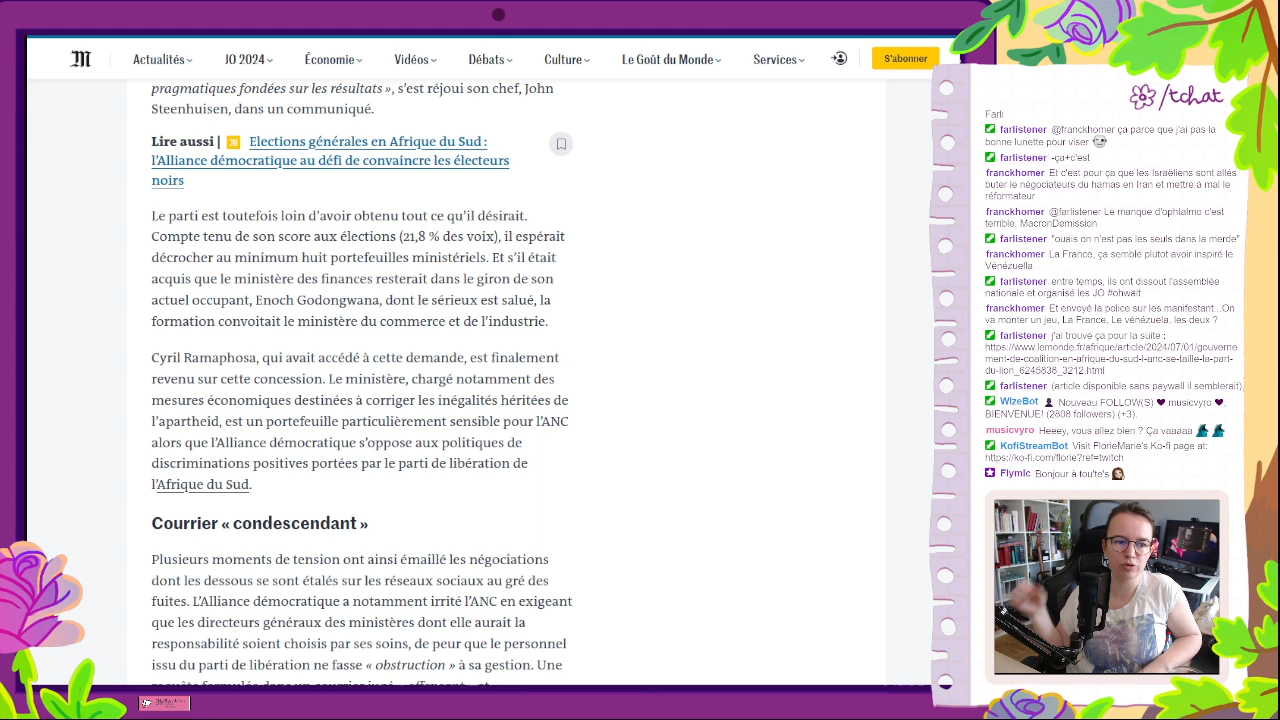 M
Actualités
JO 2024
Économie
Vidéos
Débats
Culture
Le Goût du Monde
Services
S'abonner
pragmatiques fondées sur les résultats », s'est réjoui son chef, John
Steenhuisen, dans un communiqué.
Lire aussi | Elections générales en Afrique du Sud :
l'Alliance démocratique au défi de convaincre les électeurs
noirs
Le parti est toutefois loin d'avoir obtenu tout ce qu'il désirait.
Compte tenu de son score aux élections (21,8 % des voix), il espérait
décrocher au minimum huit portefeuilles ministériels. Et s'il était
acquis que le ministère des finances resterait dans le giron de son
actuel occupant, Enoch Godongwana, dont le sérieux est salué, la
formation convoitait le ministère du commerce et de l'industrie.
Cyril Ramaphosa, qui avait accédé à cette demande, est finalement
revenu sur cette concession. Le ministère, chargé notamment des
mesures économiques destinées à corriger les inégalités héritées de
l'apartheid, est un portefeuille particulièrement sensible pour l'ANC
alors que l'Alliance démocratique s'oppose aux politiques de
discriminations positives portées par le parti de libération de
l'Afrique du Sud.
Courrier « condescendant »
Plusieurs moments de tension ont ainsi émaillé les négociations
dont les dessous se sont étalés sur les réseaux sociaux au gré des
fuites. L'Alliance démocratique a notamment irrité l'ANC en exigeant
que les directeurs généraux des ministères dont elle aurait la
responsabilité soient choisis par ses soins, de peur que le personnel
issu du parti de libération ne fasse « obstruction » à sa gestion. Une
/tchat
Farli
farlistener @franckhomer ça parce que j'ai pas la
bonne lunette pour viser
farlistener -ça+c'est
franckhomer Et c'est pour ça que les Israéliens sont allés
buter le négociateurs du hamas en Iran et mettre à mal le
réformateur
franckhomer @farlistener Le manque d'ophtalmo c'est
terrible, MacronDemission
farlistener "ouais on n'est pas les seuls dans la merde"
franckhomer La France, ça semble plutot avoir inspiré le
Vénézuella
farlistener entre temps, ils ont dissout l'assemblée
nationale et organisé les JO #ohwait
franckhomer Et envoyé la police sur les manifestant...On
va monter un jeu, La France, Le vénézuela, les deux ?
farlistener j'ai trouvé ça pour la suite :
https://www.lemonde.fr/afrique/article/2024/07/01/gouverne
ment-de-coalition-en-afrique-du-sud-l-anc-se-taille-la-part-
du-lion_6245838_3212.html
farlistener (article disponible sans paywall il semblerait)
WizeBot Nouveau FOLLOW(S) musicvyro
BIENVENUE! (2808 followers) (+3).
musicvyro Heeey, vous allez bien ? Ça vaaaaa
KofiStreamBot Visit FlorieMarie's Ko-fi page at:
https://ko-fi.com/florie?ref=twitch
Flymic Bonjour à tou'te's